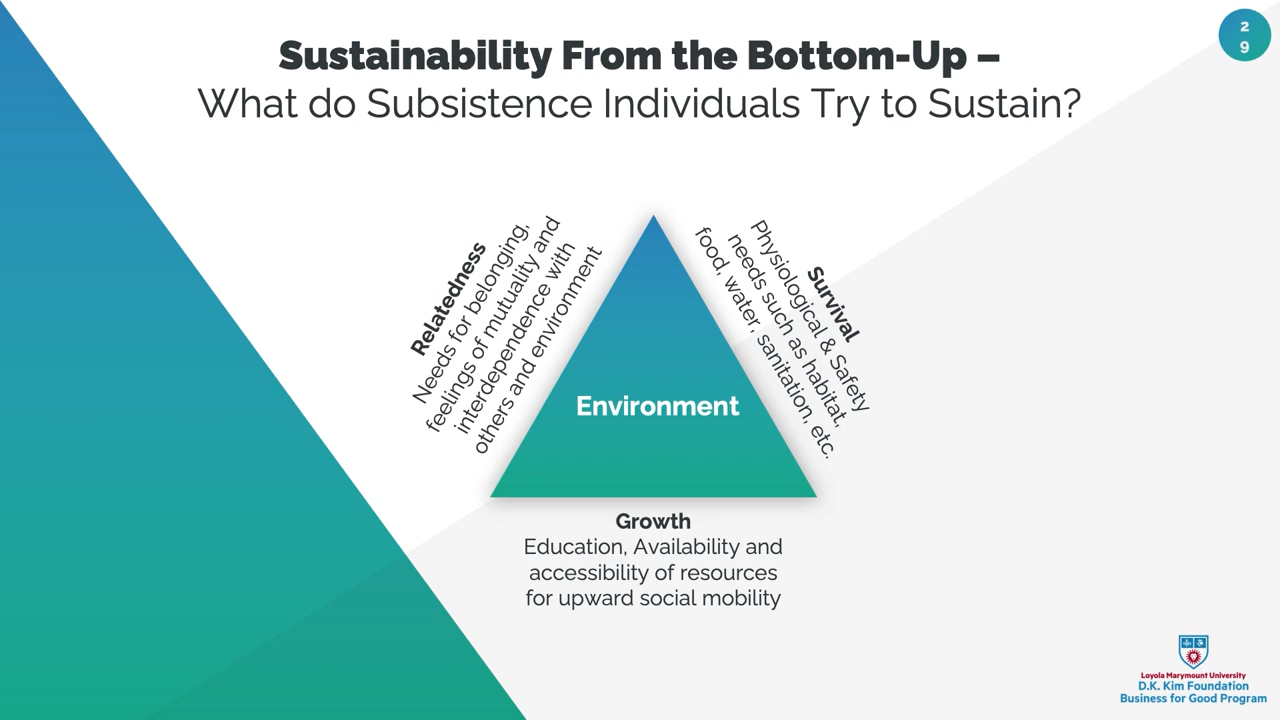 Sustainability From the Bottom-Up –
What do Subsistence Individuals Try to Sustain?
2
9
Relatedness
Needs for belonging,
feelings of mutuality and
interdependence with
others and environment
Survival
Physiological & Safety
needs such as habitat,
food, water, sanitation, etc.
Environment
Growth
Education, Availability and
accessibility of resources
for upward social mobility
Loyola Marymount University
D.K. Kim Foundation
Business for Good Program